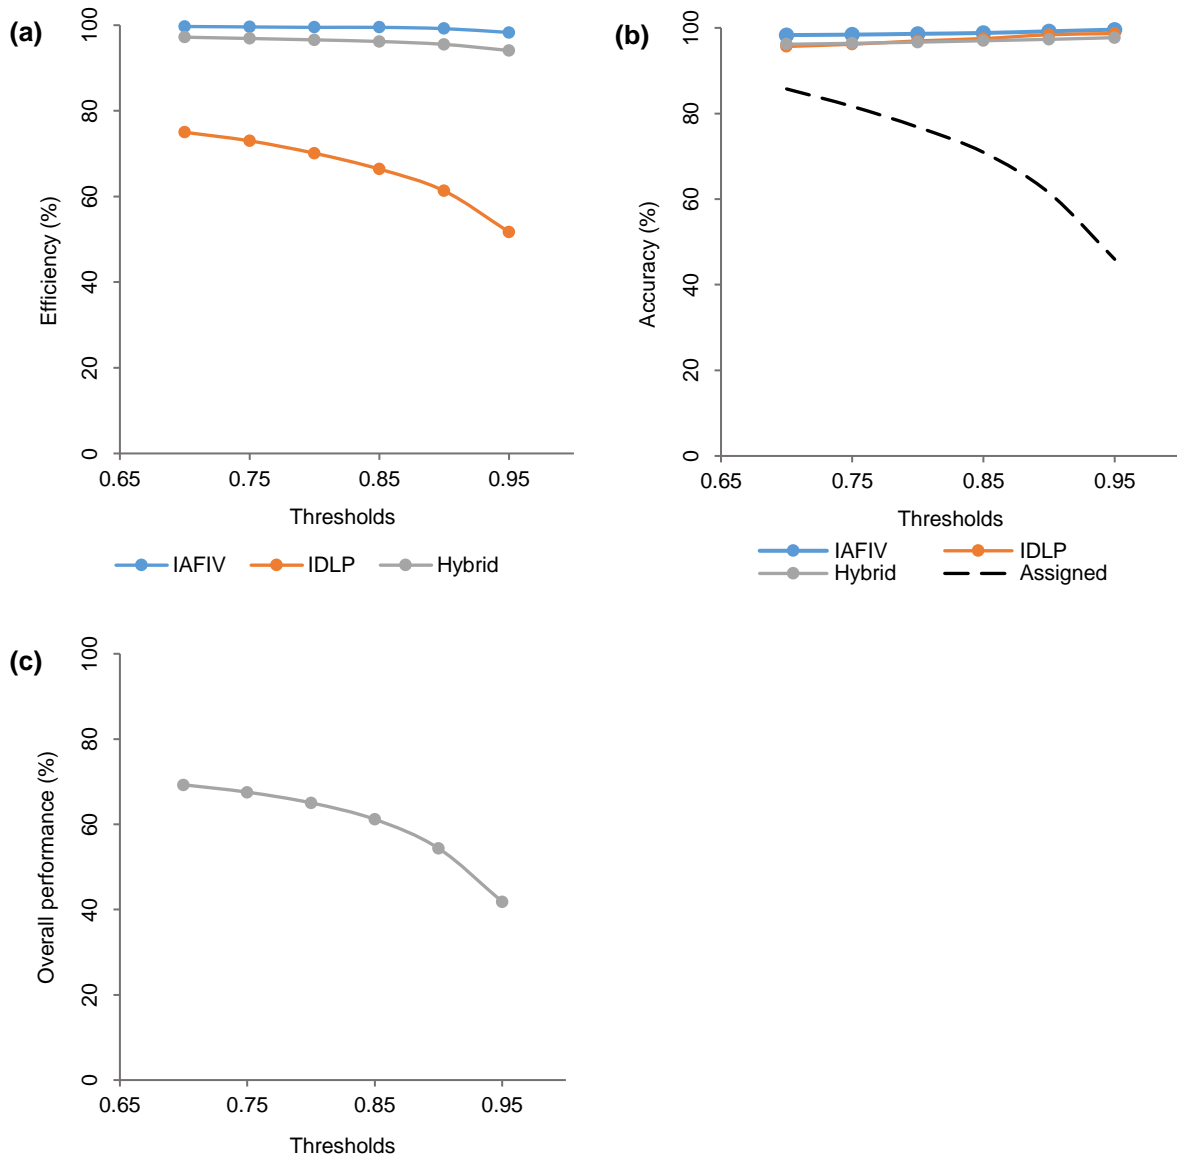 (a)
100
80
60
40
20
0
Efficiency (%)
0.65 0.75 0.85 0.95
Thresholds
IAFIV IDLP Hybrid
(b)
100
80
60
40
20
0
Accuracy (%)
0.65 0.75 0.85 0.95
Thresholds
IAFIV IDLP
Hybrid Assigned
(c)
100
80
60
40
20
0
Overall performance (%)
0.65 0.75 0.85 0.95
Thresholds